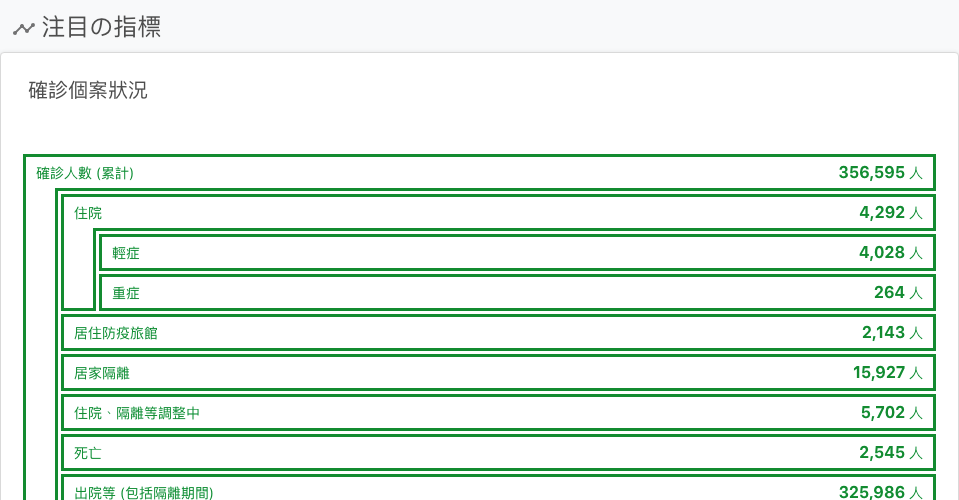 注目の指標
確診個案狀況
確診人數 (累計) 356,595 人
住院 4,292 人
輕症 4,028 人
重症 264 人
居住防疫旅館 2,143 人
居家隔離 15,927 人
住院、隔離等調整中 5,702 人
死亡 2,545 人
出院等 (包括隔離期間) 325,986 人